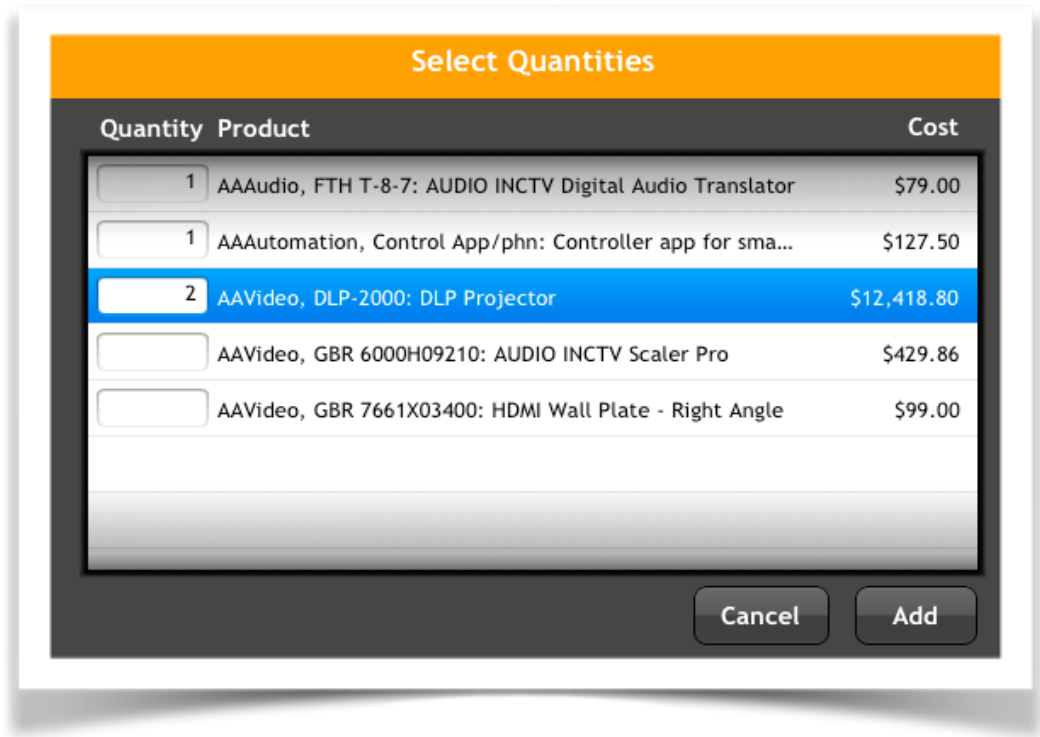 Select Quantities
Quantity Product Cost
1 AAAudio, FTH T-8-7: AUDIO INCTV Digital Audio Translator $79.00
1 AAAutomation, Control App/phn: Controller app for sma... $127.50
2 AAVideo, DLP-2000: DLP Projector $12,418.80
AAVideo, GBR 6000H09210: AUDIO INCTV Scaler Pro $429.86
AAVideo, GBR 7661X03400: HDMI Wall Plate - Right Angle $99.00
Cancel Add